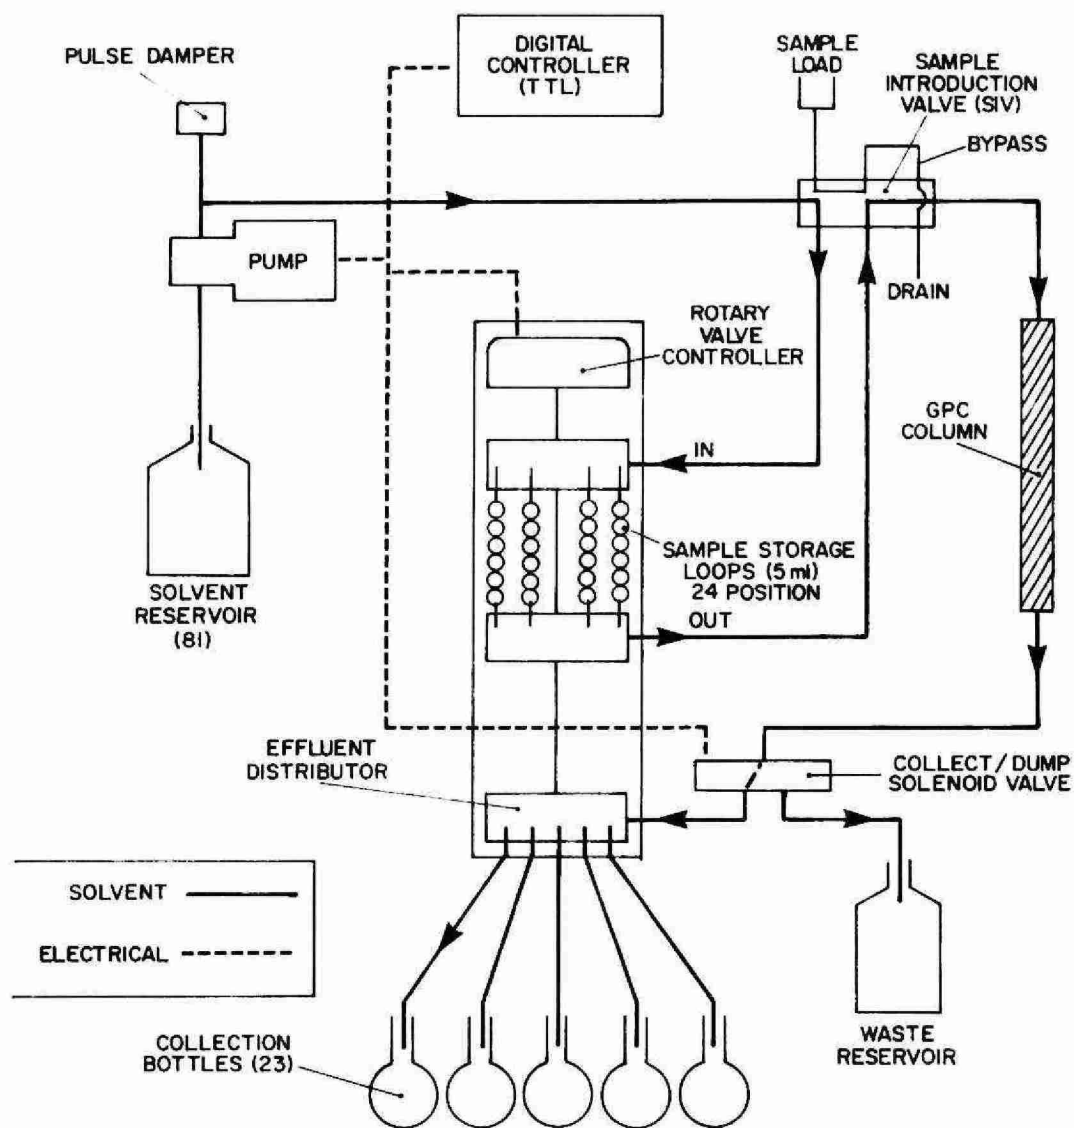 PULSE DAMPER
DIGITAL
CONTROLLER
(TTL)
SAMPLE
LOAD
SAMPLE
INTRODUCTION
VALVE (SIV)
BYPASS
PUMP
DRAIN
ROTARY
VALVE
CONTROLLER
GPC
COLUMN
IN
SAMPLE STORAGE
LOOPS (5 ml)
24 POSITION
SOLVENT
RESERVOIR
(8l)
OUT
EFFLUENT
DISTRIBUTOR
COLLECT/DUMP
SOLENOID VALVE
SOLVENT
ELECTRICAL
COLLECTION
BOTTLES (23)
WASTE
RESERVOIR